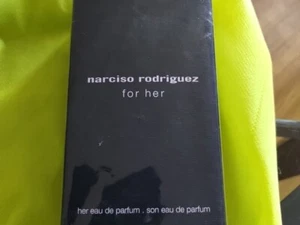 narciso rodriguez
for her
her eau de parfum . son eau de parfum